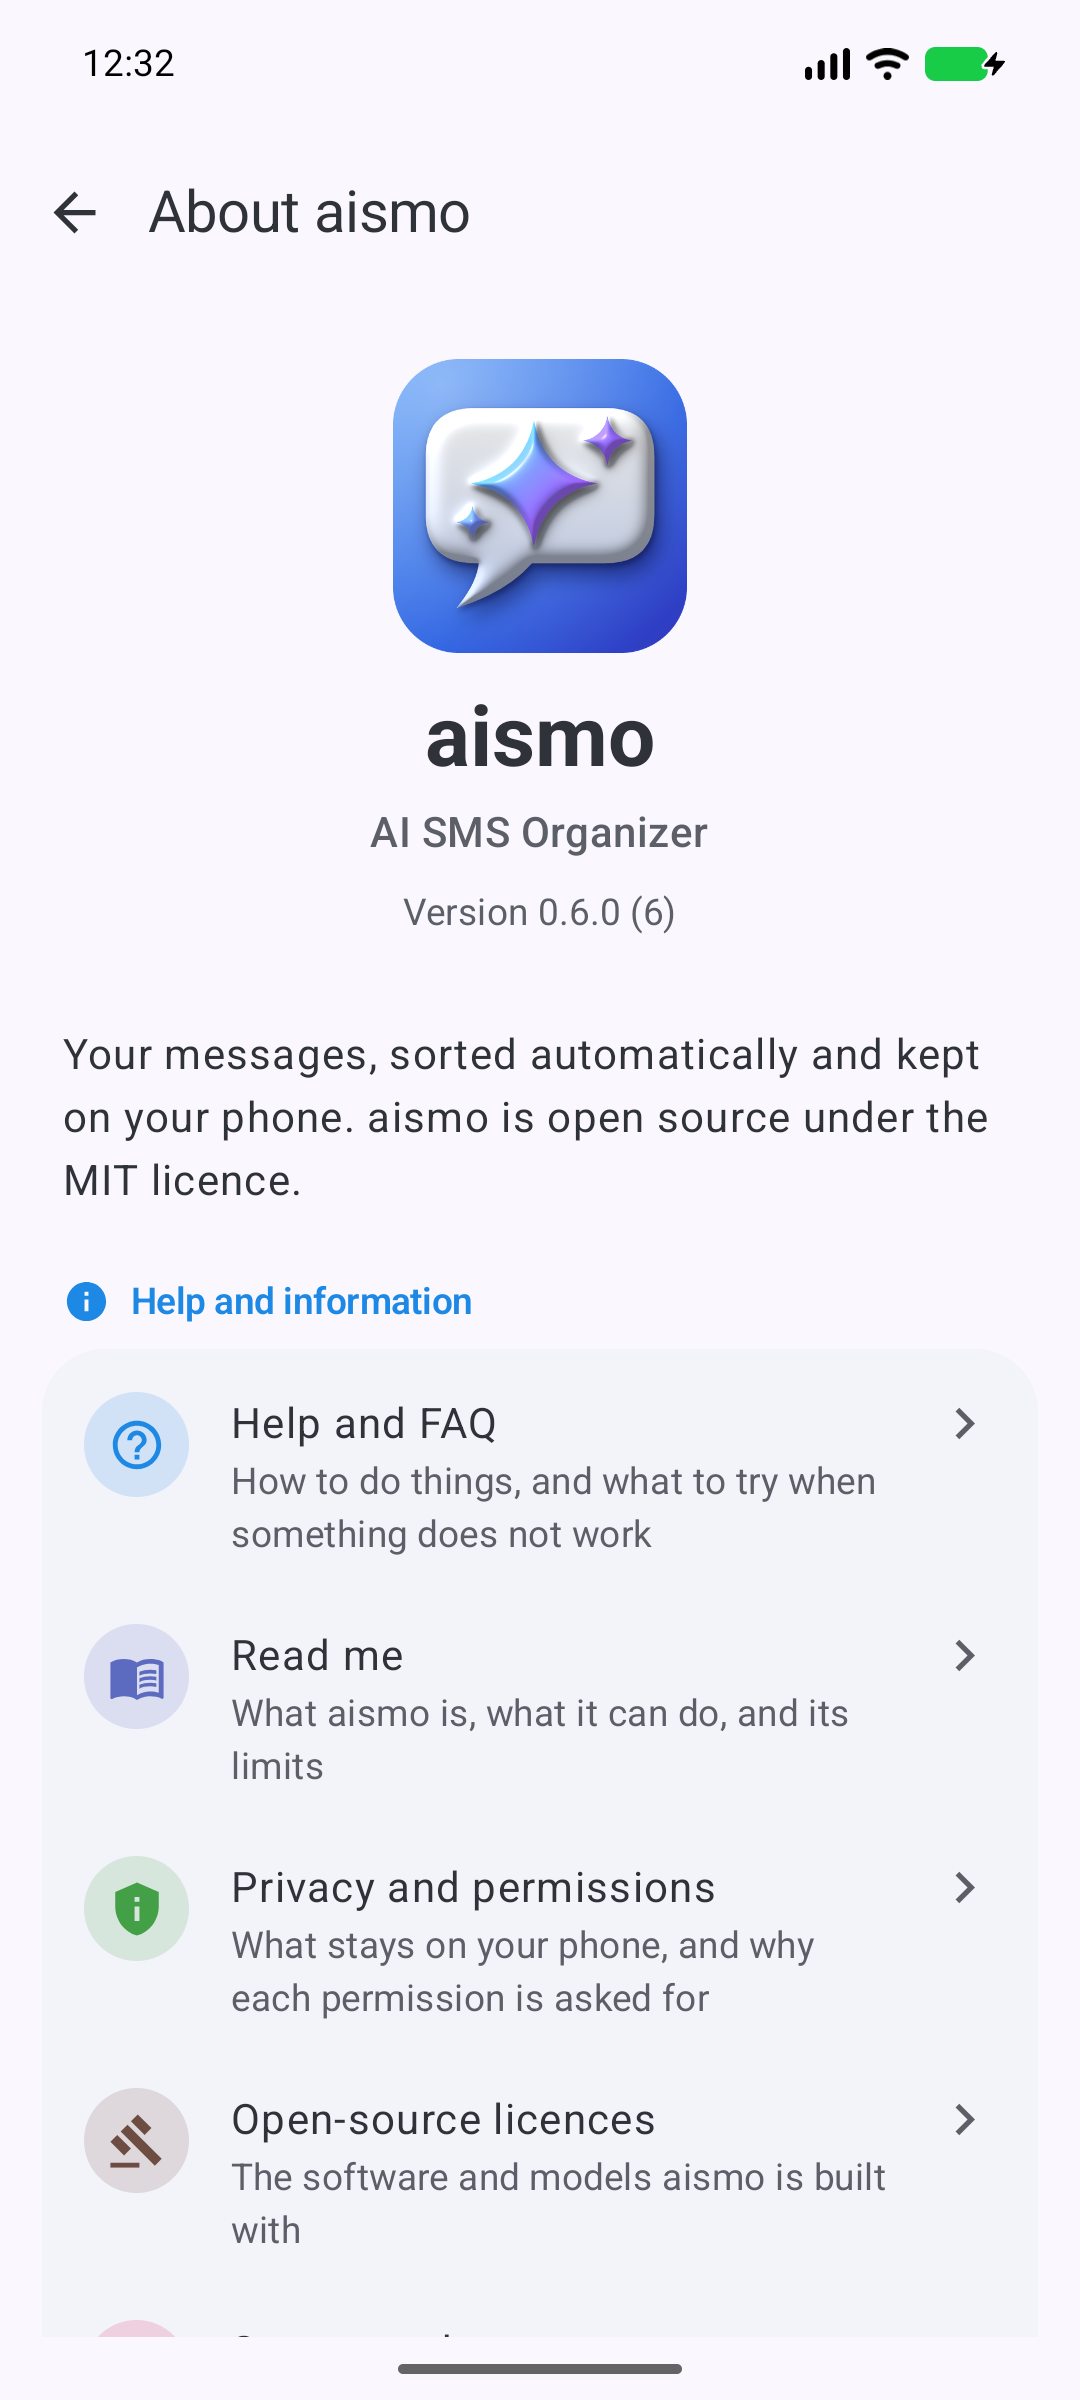 12:32
About aismo
aismo
AI SMS Organizer
Version 0.6.0 (6)
Your messages, sorted automatically and kept
on your phone. aismo is open source under the
MIT licence.
Help and information
Help and FAQ
How to do things, and what to try when
something does not work
Read me
What aismo is, what it can do, and its
limits
Privacy and permissions
What stays on your phone, and why
each permission is asked for
Open-source licences
The software and models aismo is built
with